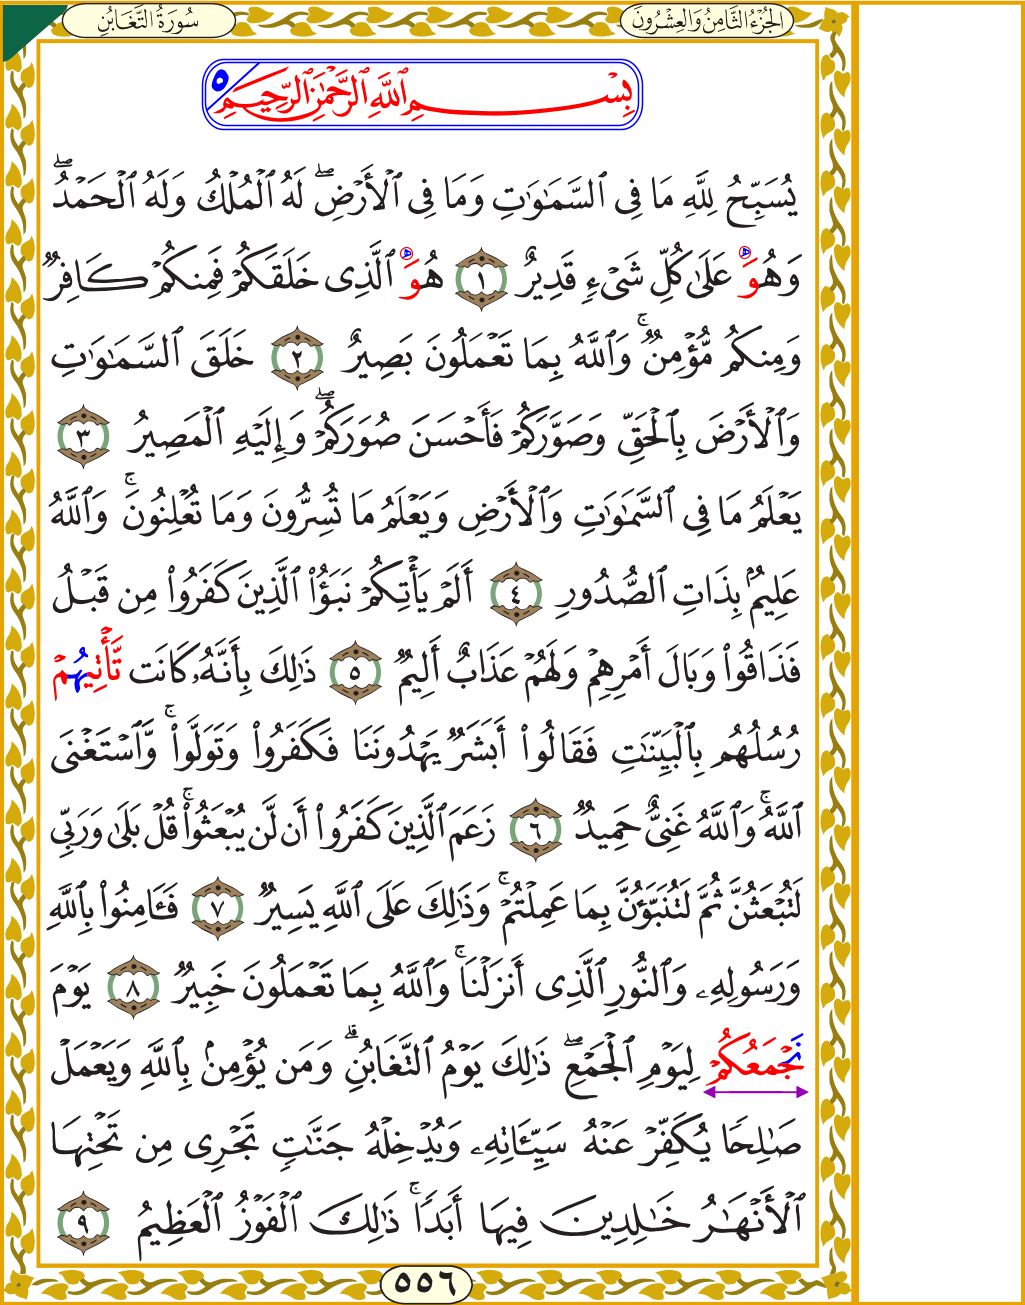 الجُزْءُ الثَّامِنُ وَالعِشْرُونَ
سُورَةُ التَّغَابُنِ
بِسْمِ ٱللَّهِ ٱلرَّحْمَٰنِ ٱلرَّحِيمِ ٥
يُسَبِّحُ لِلَّهِ مَا فِى ٱلسَّمَٰوَٰتِ وَمَا فِى ٱلْأَرْضِۖ لَهُ ٱلْمُلْكُ وَلَهُ ٱلْحَمْدُۖ
وَهُوَ عَلَىٰ كُلِّ شَىْءٍ قَدِيرٌ ١ هُوَ ٱلَّذِى خَلَقَكُمْ فَمِنكُمْ كَافِرٌ
وَمِنكُم مُّؤْمِنٌۚ وَٱللَّهُ بِمَا تَعْمَلُونَ بَصِيرٌ ٢ خَلَقَ ٱلسَّمَٰوَٰتِ
وَٱلْأَرْضَ بِٱلْحَقِّ وَصَوَّرَكُمْ فَأَحْسَنَ صُوَرَكُمْۖ وَإِلَيْهِ ٱلْمَصِيرُ ٣
يَعْلَمُ مَا فِى ٱلسَّمَٰوَٰتِ وَٱلْأَرْضِ وَيَعْلَمُ مَا تُسِرُّونَ وَمَا تُعْلِنُونَۚ وَٱللَّهُ
عَلِيمٌۢ بِذَاتِ ٱلصُّدُورِ ٤ أَلَمْ يَأْتِكُمْ نَبَؤُا۟ ٱلَّذِينَ كَفَرُوا۟ مِن قَبْلُ
فَذَاقُوا۟ وَبَالَ أَمْرِهِمْ وَلَهُمْ عَذَابٌ أَلِيمٌ ٥ ذَٰلِكَ بِأَنَّهُۥ كَانَت تَّأْتِيهُمْ
رُسُلُهُم بِٱلْبَيِّنَٰتِ فَقَالُوا۟ أَبَشَرٌ يَهْدُونَنَا فَكَفَرُوا۟ وَتَوَلَّوا۟ۚ وَّٱسْتَغْنَى
ٱللَّهُۚ وَٱللَّهُ غَنِىٌّ حَمِيدٌ ٦ زَعَمَ ٱلَّذِينَ كَفَرُوٓا۟ أَن لَّن يُبْعَثُوا۟ۚ قُلْ بَلَىٰ وَرَبِّى
لَتُبْعَثُنَّ ثُمَّ لَتُنَبَّؤُنَّ بِمَا عَمِلْتُمْۚ وَذَٰلِكَ عَلَى ٱللَّهِ يَسِيرٌ ٧ فَـَٔامِنُوا۟ بِٱللَّهِ
وَرَسُولِهِۦ وَٱلنُّورِ ٱلَّذِى أَنزَلْنَاۚ وَٱللَّهُ بِمَا تَعْمَلُونَ خَبِيرٌ ٨ يَوْمَ
نَجْمَعُكُمْ لِيَوْمِ ٱلْجَمْعِۖ ذَٰلِكَ يَوْمُ ٱلتَّغَابُنِۗ وَمَن يُؤْمِنۢ بِٱللَّهِ وَيَعْمَلْ
صَٰلِحًا يُكَفِّرْ عَنْهُ سَيِّـَٔاتِهِۦ وَيُدْخِلْهُ جَنَّٰتٍ تَجْرِى مِن تَحْتِهَا
ٱلْأَنْهَٰرُ خَٰلِدِينَ فِيهَا أَبَدًاۚ ذَٰلِكَ ٱلْفَوْزُ ٱلْعَظِيمُ ٩
٥٥٦